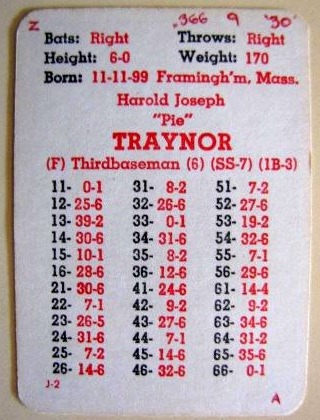 Z .366 9 '30'
Bats: Right Throws: Right
Height: 6-0 Weight: 170
Born: 11-11-99 Framingh'm, Mass.
Harold Joseph
"Pie"
TRAYNOR
(F) Thirdbaseman (6) (SS-7) (1B-3)
11- 0-1 31- 8-2 51- 7-2
12- 25-6 32- 26-6 52- 27-6
13- 39-2 33- 0-1 53- 19-2
14- 30-6 34- 31-6 54- 32-6
15- 10-1 35- 8-2 55- 7-1
16- 28-6 36- 12-6 56- 29-6
21- 30-6 41- 24-6 61- 14-4
22- 7-1 42- 9-2 62- 9-2
23- 26-5 43- 27-6 63- 34-6
24- 31-6 44- 7-1 64- 31-2
25- 7-2 45- 14-6 65- 35-6
26- 14-6 46- 32-6 66- 0-1
J-2 A